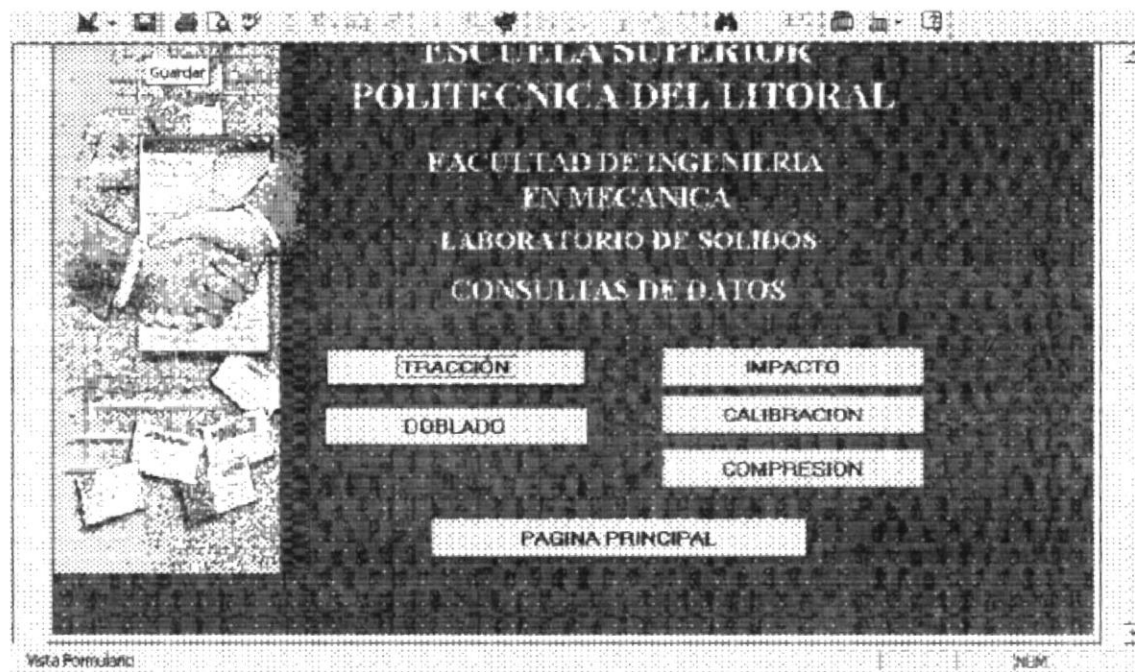 Guardar
ESCUELA SUPERIOR
POLITECNICA DEL LITORAL
FACULTAD DE INGENIERIA
EN MECANICA
LABORATORIO DE SOLIDOS
CONSULTAS DE DATOS
TRACCIÓN
IMPACTO
DOBLADO
CALIBRACION
COMPRESION
PAGINA PRINCIPAL
Vista Formulario
NUM